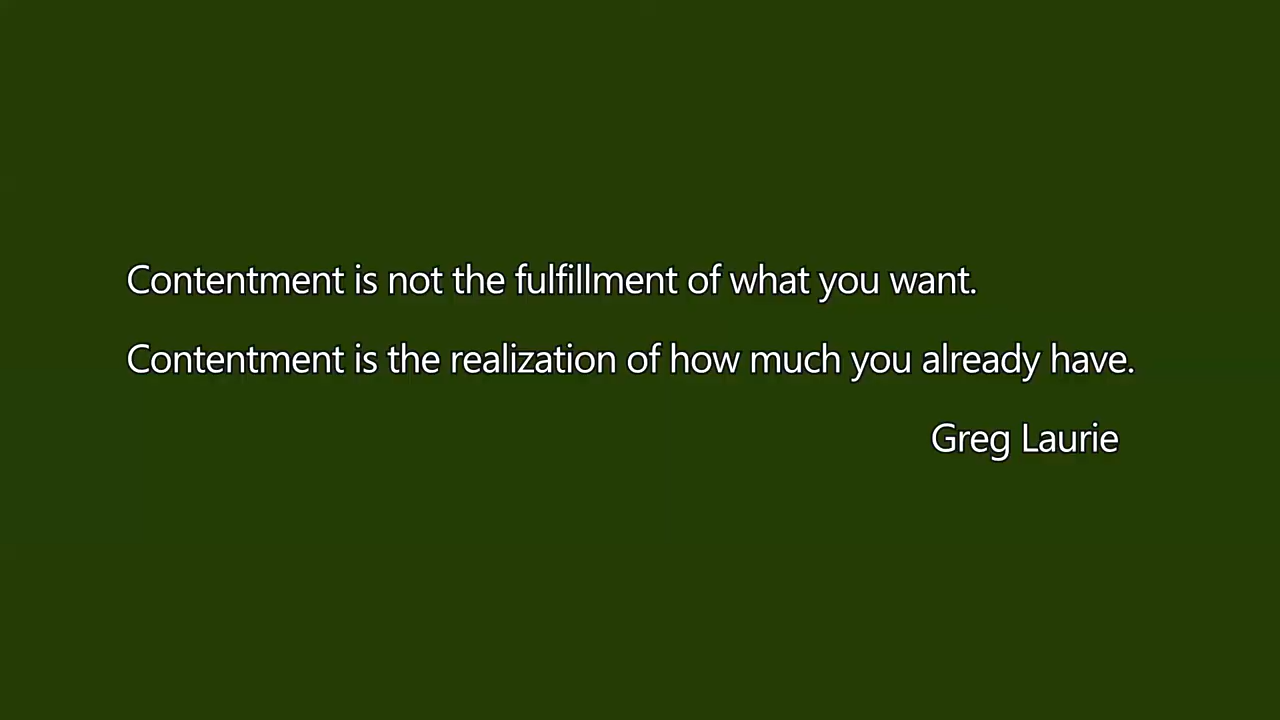 Contentment is not the fulfillment of what you want.
Contentment is the realization of how much you already have.
Greg Laurie